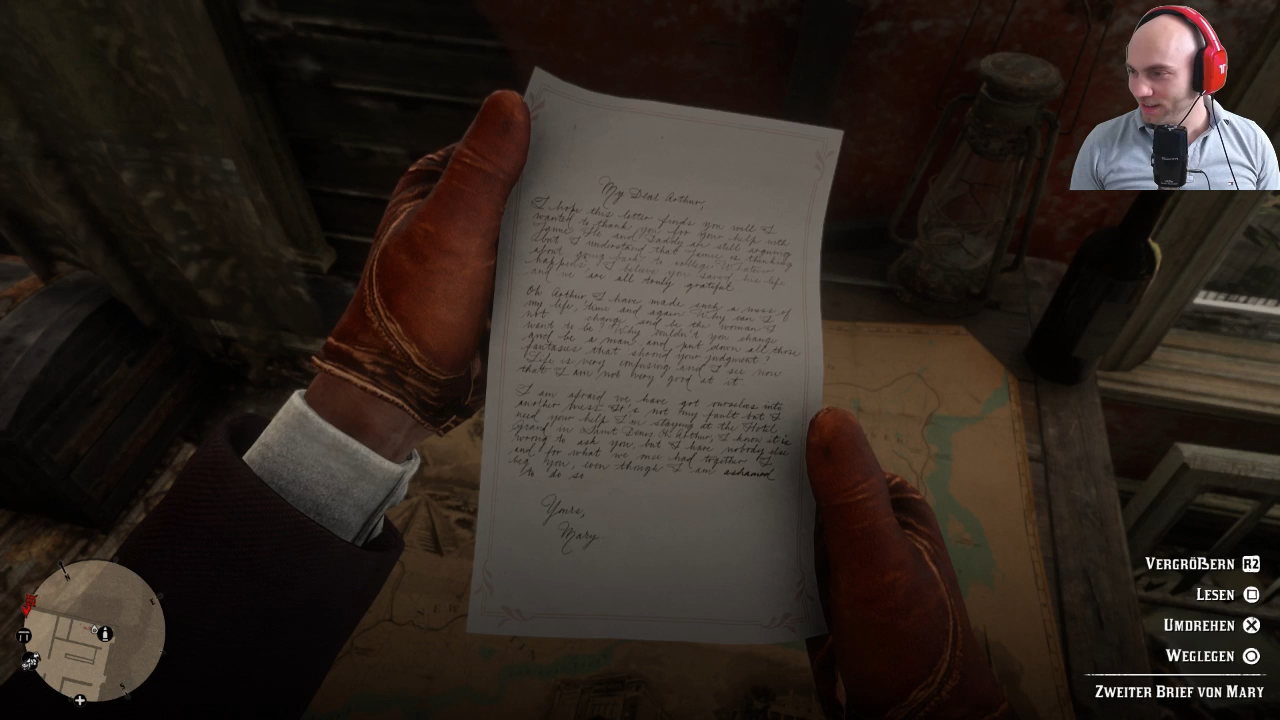 My Dear Arthur,
I hope this letter finds you well. I
wanted to thank you for your help with
Jamie. He and Daddy are still arguing
but I understand that Jamie is thinking
about going back to college. Whatever
happens, I believe you saved his life
and we are all truly grateful.
Oh Arthur I have made such a mess of
my life, time and again. Why can I
not change and be the woman I
want to be? Why wouldn't you change
and be a man and put down all those
fantasies that shroud your judgment?
Life is very confusing and I see now
that I am not very good at it.
I am afraid we have got ourselves into
another mess. It's not my fault but I
need your help. I'm staying at the Hotel
Grand in Saint Denis. Oh Arthur, I know it is
wrong to ask you, but I have nobody else
and for what we once had together I
beg you, even though I am ashamed
to do so
Yours,
Mary
N
E
S
NEW
VERGRÖẞERN R2
LESEN
UMDREHEN
WEGLEGEN
ZWEITER BRIEF VON MARY